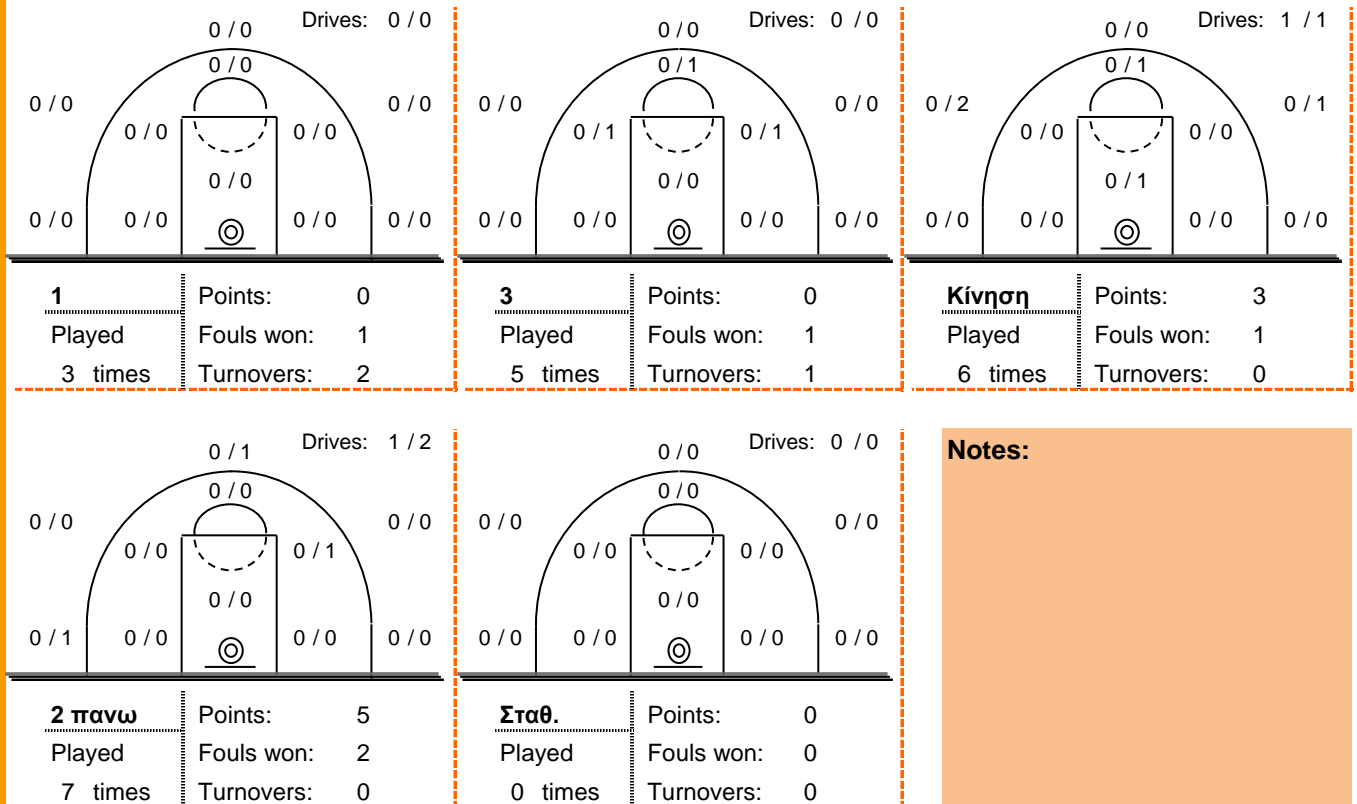 0 / 0 Drives: 0 / 0
0 / 0
0 / 0 0 / 0
0 / 0 0 / 0
0 / 0
0 / 0 0 / 0 0 / 0 0 / 0
1 Points: 0
Played Fouls won: 1
3 times Turnovers: 2
0 / 0 Drives: 0 / 0
0 / 1
0 / 0 0 / 0
0 / 1 0 / 1
0 / 0
0 / 0 0 / 0 0 / 0 0 / 0
3 Points: 0
Played Fouls won: 1
5 times Turnovers: 1
0 / 0 Drives: 1 / 1
0 / 1
0 / 2 0 / 1
0 / 0 0 / 0
0 / 1
0 / 0 0 / 0 0 / 0 0 / 0
Κίνηση Points: 3
Played Fouls won: 1
6 times Turnovers: 0
0 / 1 Drives: 1 / 2
0 / 0
0 / 0 0 / 0
0 / 0 0 / 1
0 / 0
0 / 1 0 / 0 0 / 0 0 / 0
2 πανω Points: 5
Played Fouls won: 2
7 times Turnovers: 0
0 / 0 Drives: 0 / 0
0 / 0
0 / 0 0 / 0
0 / 0 0 / 0
0 / 0
0 / 0 0 / 0 0 / 0 0 / 0
Σταθ. Points: 0
Played Fouls won: 0
0 times Turnovers: 0
Notes: